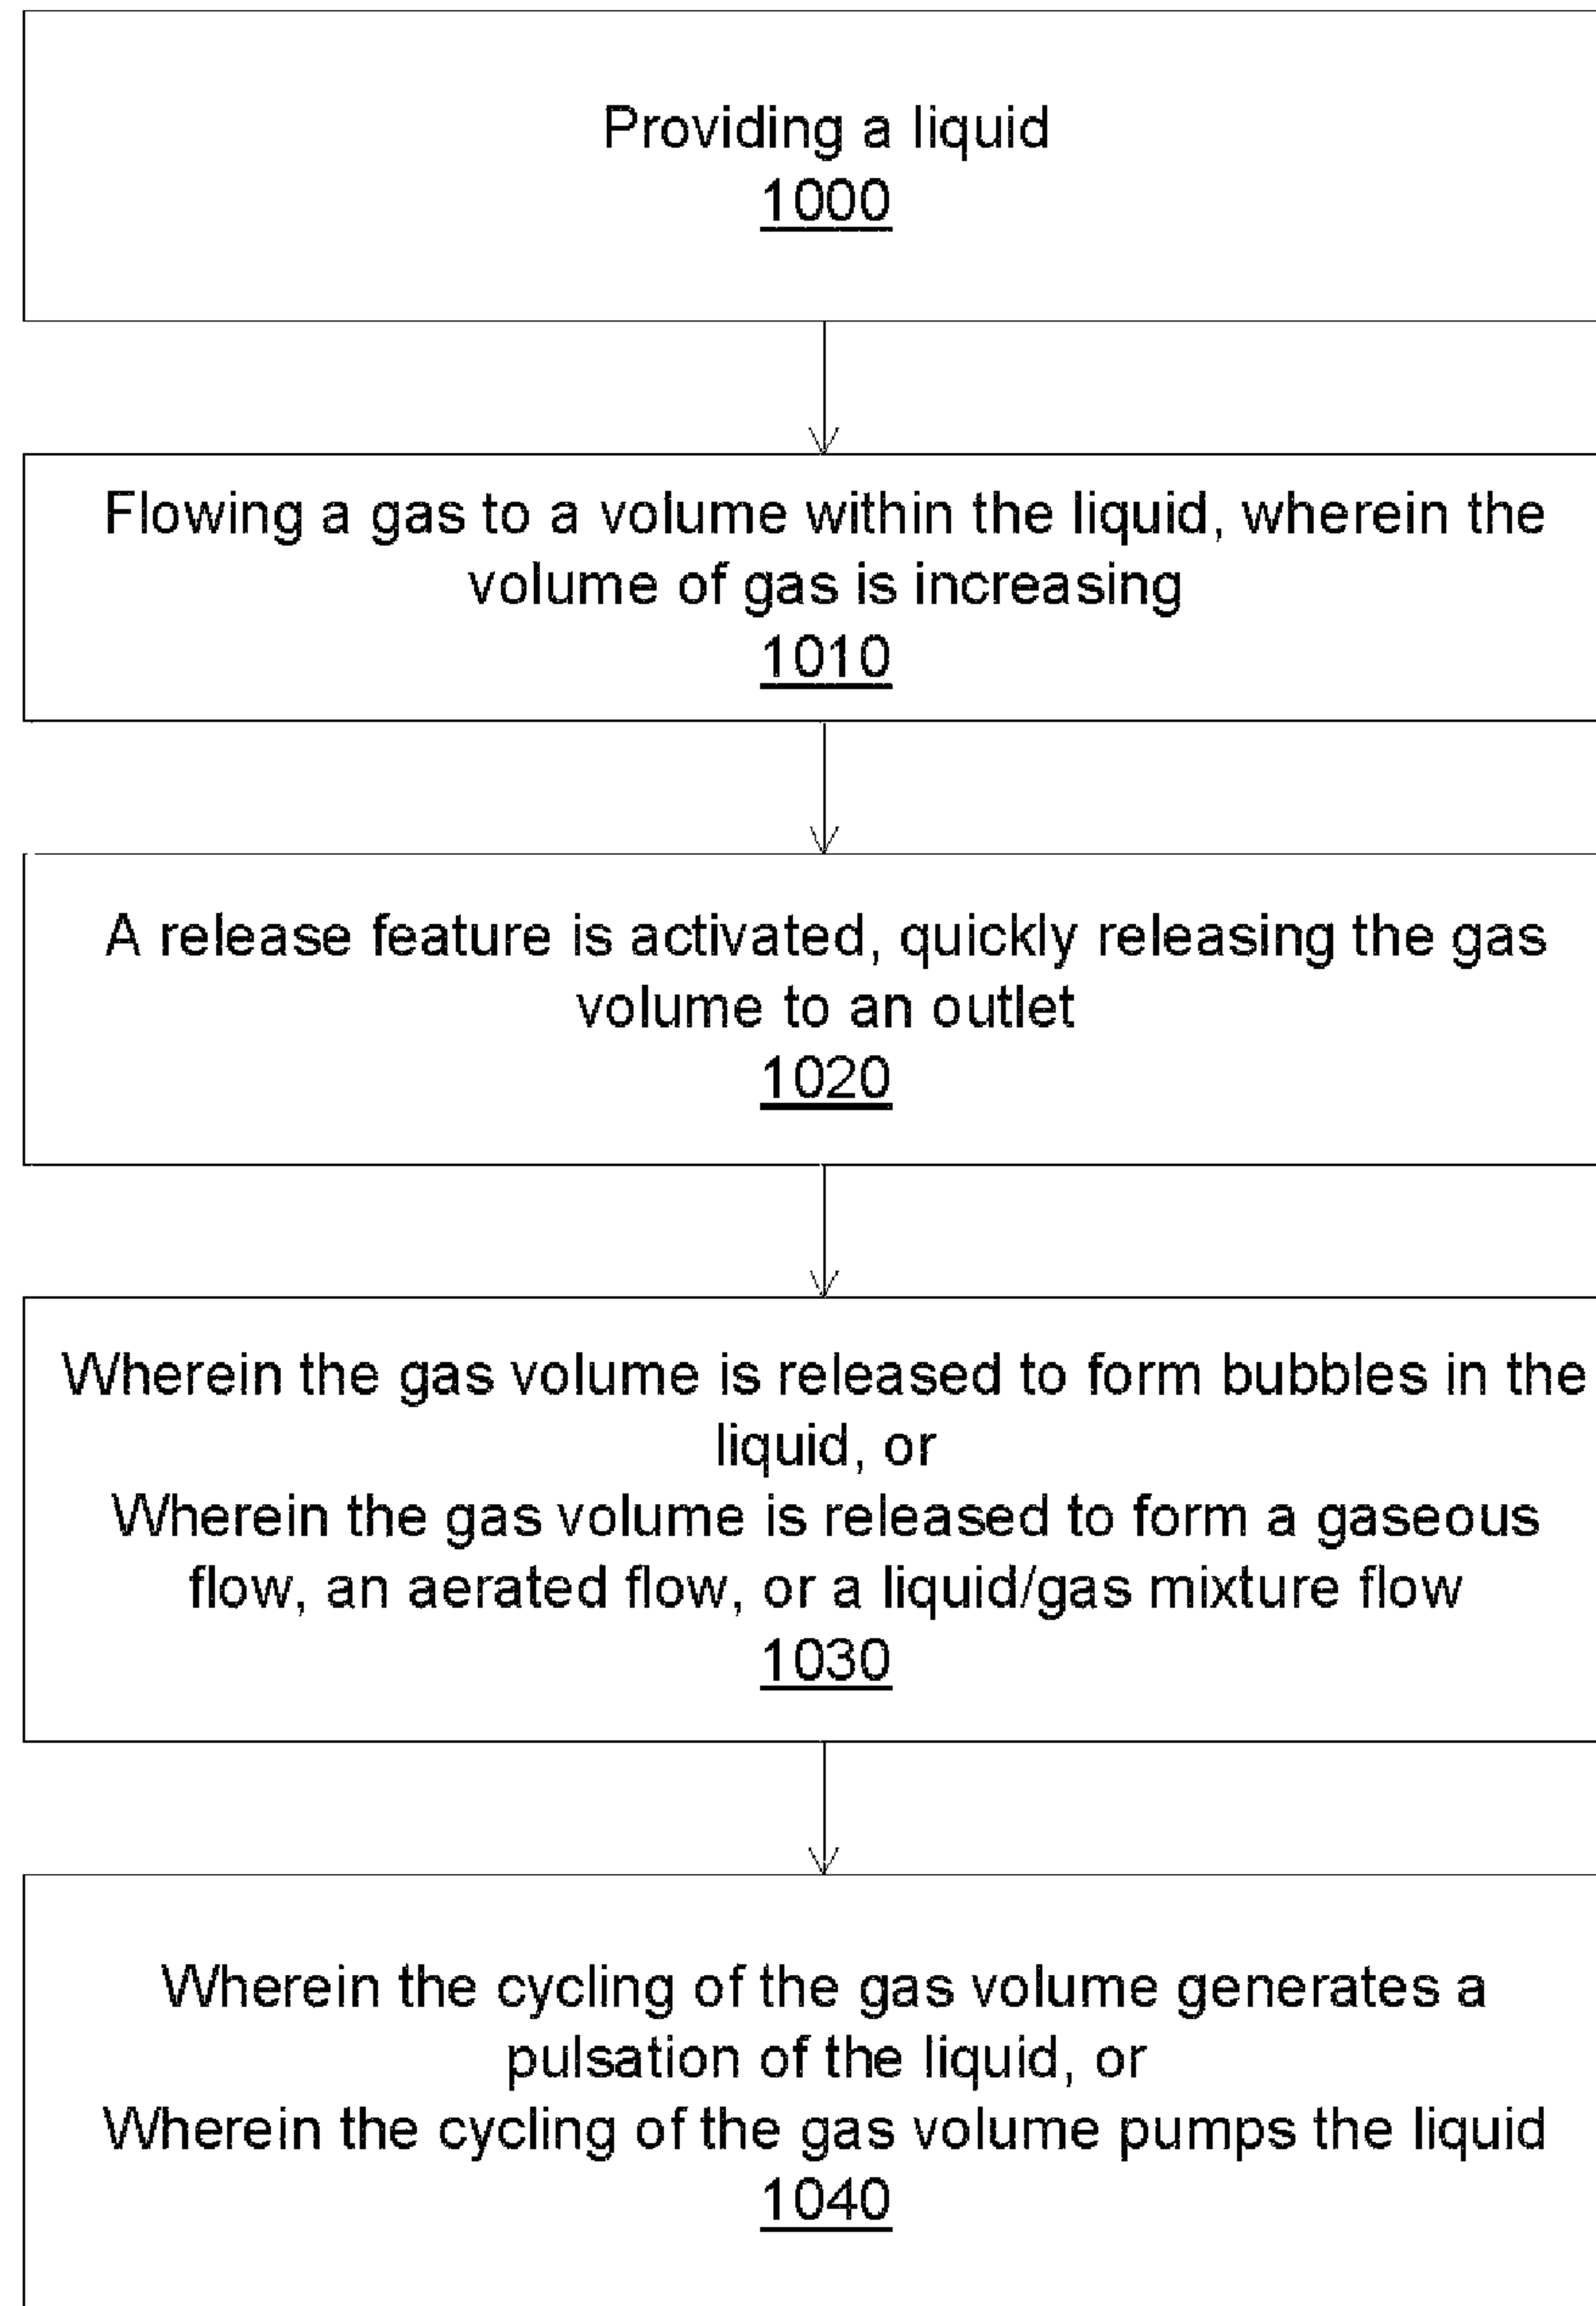 Providing a liquid
1000
Flowing a gas to a volume within the liquid, wherein the
volume of gas is increasing
1010
A release feature is activated, quickly releasing the gas
volume to an outlet
1020
Wherein the gas volume is released to form bubbles in the
liquid, or
Wherein the gas volume is released to form a gaseous
flow, an aerated flow, or a liquid/gas mixture flow
1030
Wherein the cycling of the gas volume generates a
pulsation of the liquid, or
Wherein the cycling of the gas volume pumps the liquid
1040